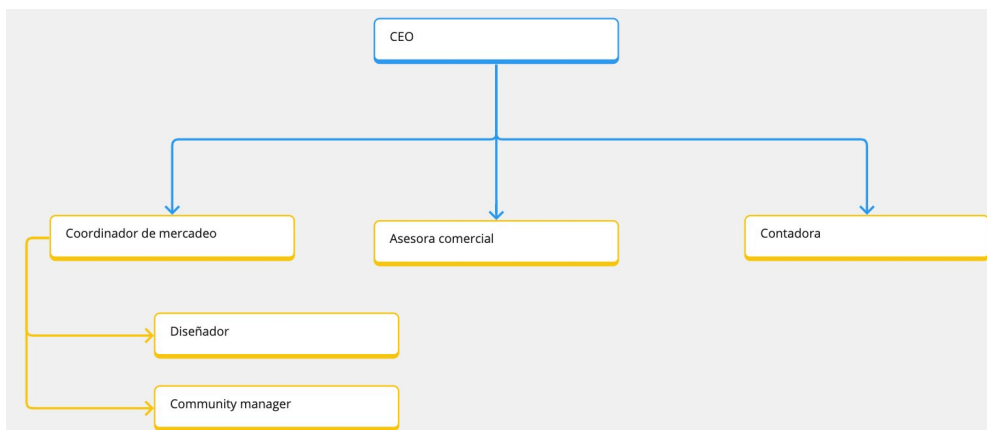 CEO
Coordinador de mercadeo
Asesora comercial
Contadora
Diseñador
Community manager